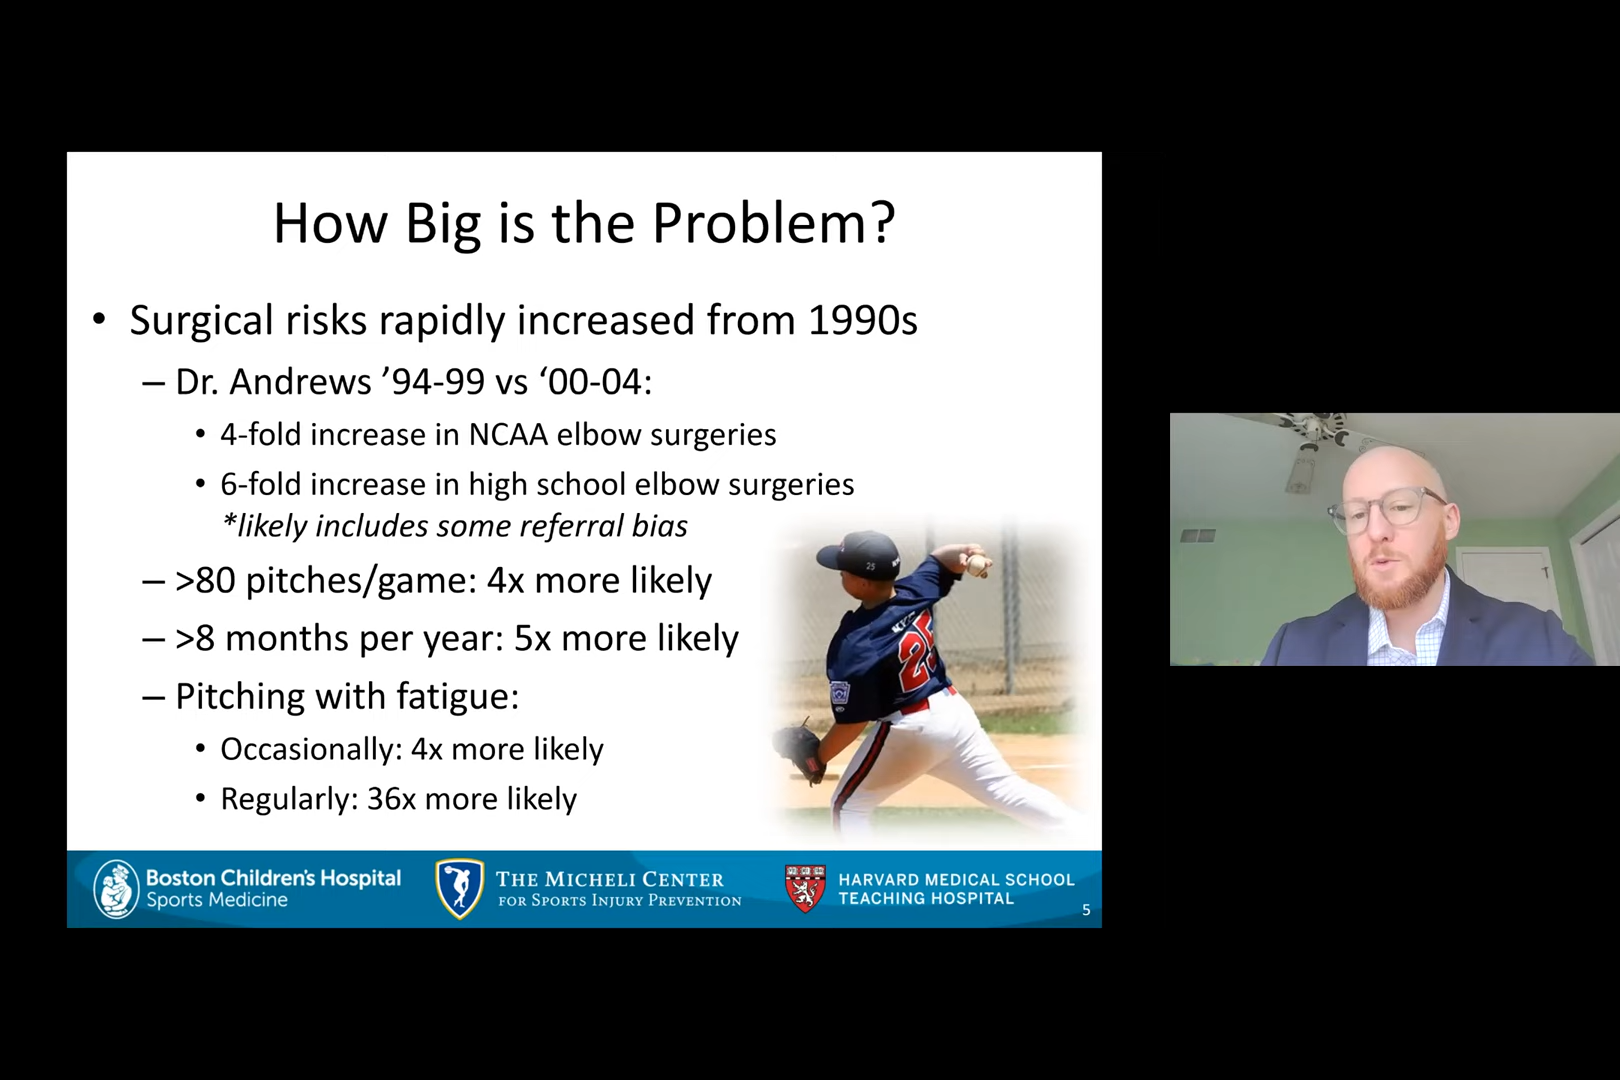 How Big is the Problem?
• Surgical risks rapidly increased from 1990s
– Dr. Andrews ’94-99 vs ‘00-04:
• 4-fold increase in NCAA elbow surgeries
• 6-fold increase in high school elbow surgeries
*likely includes some referral bias
– >80 pitches/game: 4x more likely
– >8 months per year: 5x more likely
– Pitching with fatigue:
• Occasionally: 4x more likely
• Regularly: 36x more likely
25
25
Boston Children's Hospital
Sports Medicine
THE MICHELI CENTER
FOR SPORTS INJURY PREVENTION
HARVARD MEDICAL SCHOOL
TEACHING HOSPITAL
5